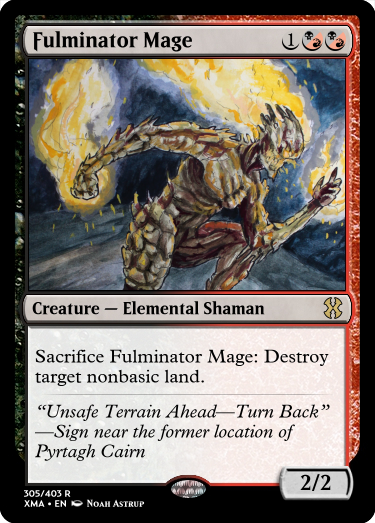 Fulminator Mage 1
Creature — Elemental Shaman
Sacrifice Fulminator Mage: Destroy
target nonbasic land.
“Unsafe Terrain Ahead—Turn Back”
—Sign near the former location of
Pyrtagh Cairn
2/2
305/403 R
XMA • EN Noah Astrup